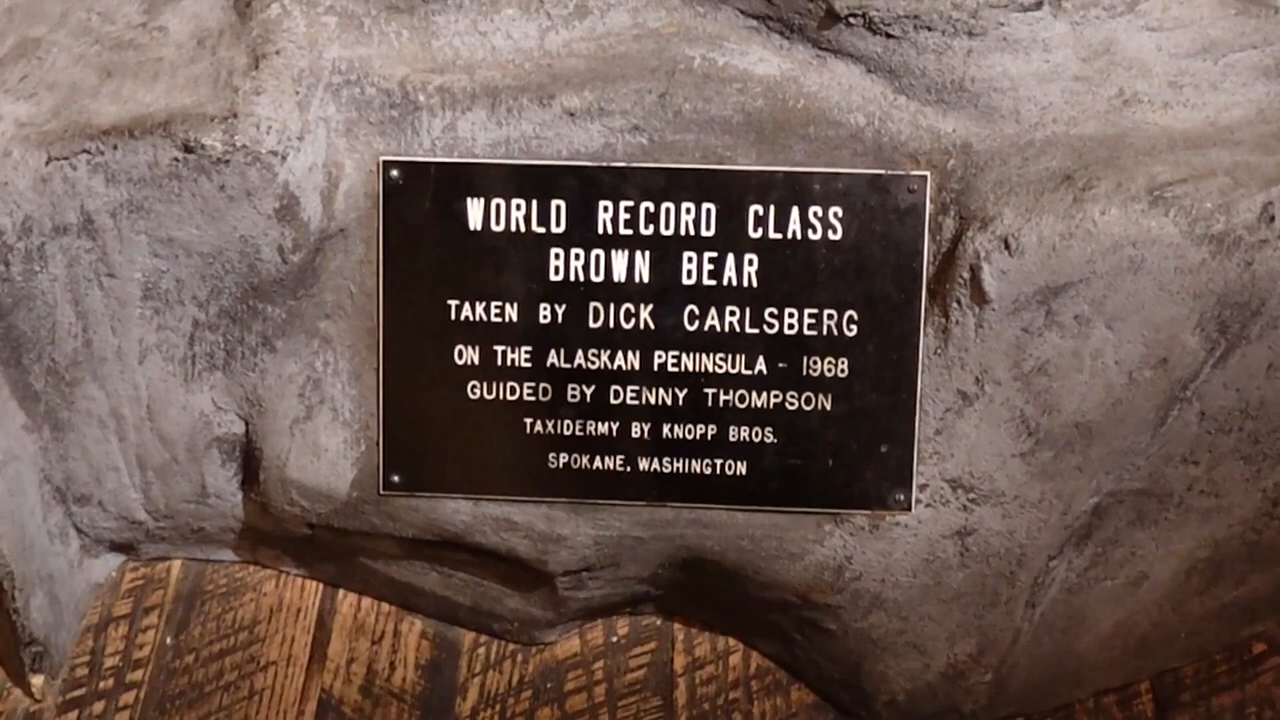 WORLD RECORD CLASS
BROWN BEAR
TAKEN BY DICK CARLSBERG
ON THE ALASKAN PENINSULA - 1968
GUIDED BY DENNY THOMPSON
TAXIDERMY BY KNOPP BROS.
SPOKANE, WASHINGTON